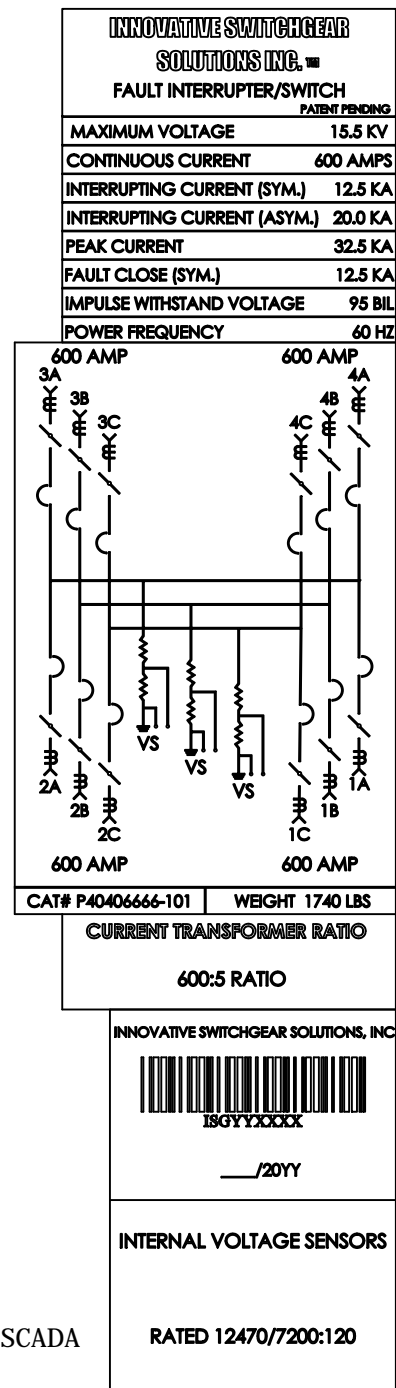 INNOVATIVE SWITCHGEAR
SOLUTIONS INC. ™
FAULT INTERRUPTER/SWITCH
PATENT PENDING
MAXIMUM VOLTAGE 15.5 KV
CONTINUOUS CURRENT 600 AMPS
INTERRUPTING CURRENT (SYM.) 12.5 KA
INTERRUPTING CURRENT (ASYM.) 20.0 KA
PEAK CURRENT 32.5 KA
FAULT CLOSE (SYM.) 12.5 KA
IMPULSE WITHSTAND VOLTAGE 95 BIL
POWER FREQUENCY 60 HZ
600 AMP 600 AMP
3A 4A
3B 4B
3C 4C
VS
VS
VS
2A 1A
2B 1B
2C 1C
600 AMP 600 AMP
CAT# P40406666-101 WEIGHT 1740 LBS
CURRENT TRANSFORMER RATIO
600:5 RATIO
INNOVATIVE SWITCHGEAR SOLUTIONS, INC
ISGYYXXXX
____/20YY
INTERNAL VOLTAGE SENSORS
SCADA RATED 12470/7200:120